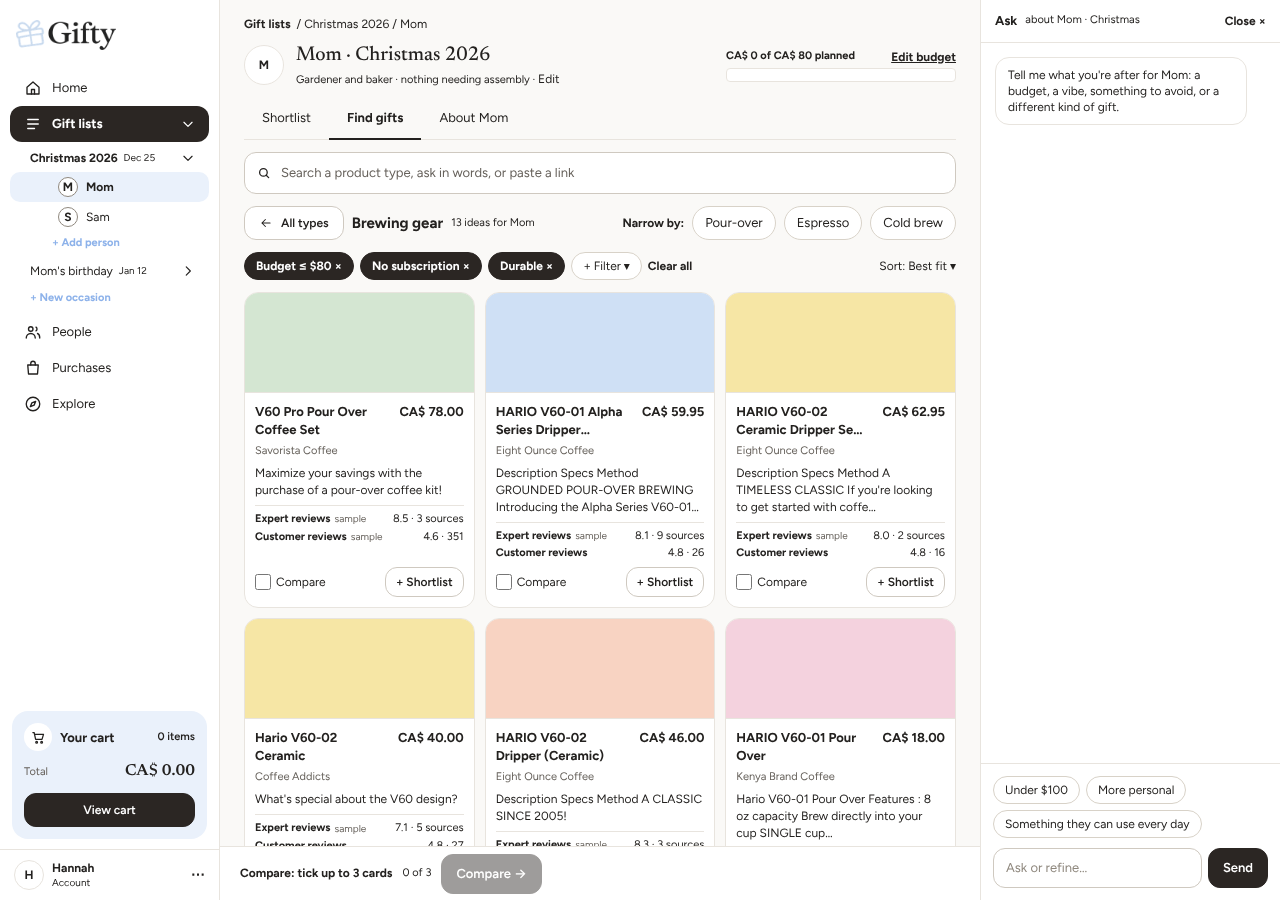 Gifty
Home
Gift lists
Christmas 2026 Dec 25
M Mom
S Sam
+ Add person
Mom's birthday Jan 12
+ New occasion
People
Purchases
Explore
Your cart 0 items
Total CA$ 0.00
View cart
H Hannah
Account
Gift lists / Christmas 2026 / Mom
M
Mom · Christmas 2026
Gardener and baker · nothing needing assembly · Edit
CA$ 0 of CA$ 80 planned Edit budget
Shortlist Find gifts About Mom
Search a product type, ask in words, or paste a link
← All types Brewing gear 13 ideas for Mom Narrow by: Pour-over Espresso Cold brew
Budget ≤ $80 × No subscription × Durable × + Filter ▾ Clear all Sort: Best fit ▾
V60 Pro Pour Over CA$ 78.00
Coffee Set
Savorista Coffee
Maximize your savings with the
purchase of a pour-over coffee kit!
Expert reviews sample 8.5 · 3 sources
Customer reviews sample 4.6 · 351
Compare + Shortlist
HARIO V60-01 Alpha CA$ 59.95
Series Dripper...
Eight Ounce Coffee
Description Specs Method
GROUNDED POUR-OVER BREWING
Introducing the Alpha Series V60-01...
Expert reviews sample 8.1 · 9 sources
Customer reviews 4.8 · 26
Compare + Shortlist
HARIO V60-02 CA$ 62.95
Ceramic Dripper Se...
Eight Ounce Coffee
Description Specs Method A
TIMELESS CLASSIC If you're looking
to get started with coffe...
Expert reviews sample 8.0 · 2 sources
Customer reviews 4.8 · 16
Compare + Shortlist
Hario V60-02 CA$ 40.00
Ceramic
Coffee Addicts
What's special about the V60 design?
Expert reviews sample 7.1 · 5 sources
Customer reviews sample 4.8 · 27
HARIO V60-02 CA$ 46.00
Dripper (Ceramic)
Eight Ounce Coffee
Description Specs Method A CLASSIC
SINCE 2005!
Expert reviews sample 8.3 · 3 sources
HARIO V60-01 Pour CA$ 18.00
Over
Kenya Brand Coffee
Hario V60-01 Pour Over Features : 8
oz capacity Brew directly into your
cup SINGLE cup...
Compare: tick up to 3 cards 0 of 3 Compare →
Ask about Mom · Christmas Close ×
Tell me what you're after for Mom: a
budget, a vibe, something to avoid, or a
different kind of gift.
Under $100 More personal
Something they can use every day
Ask or refine... Send